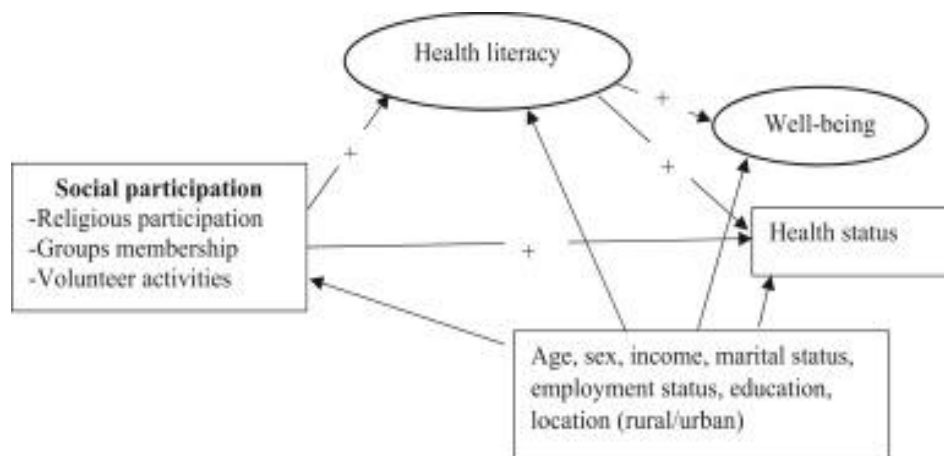 Health literacy
+
Well-being
+
+
Social participation
-Religious participation
-Groups membership
-Volunteer activities
+
Health status
+
Age, sex, income, marital status,
employment status, education,
location (rural/urban)